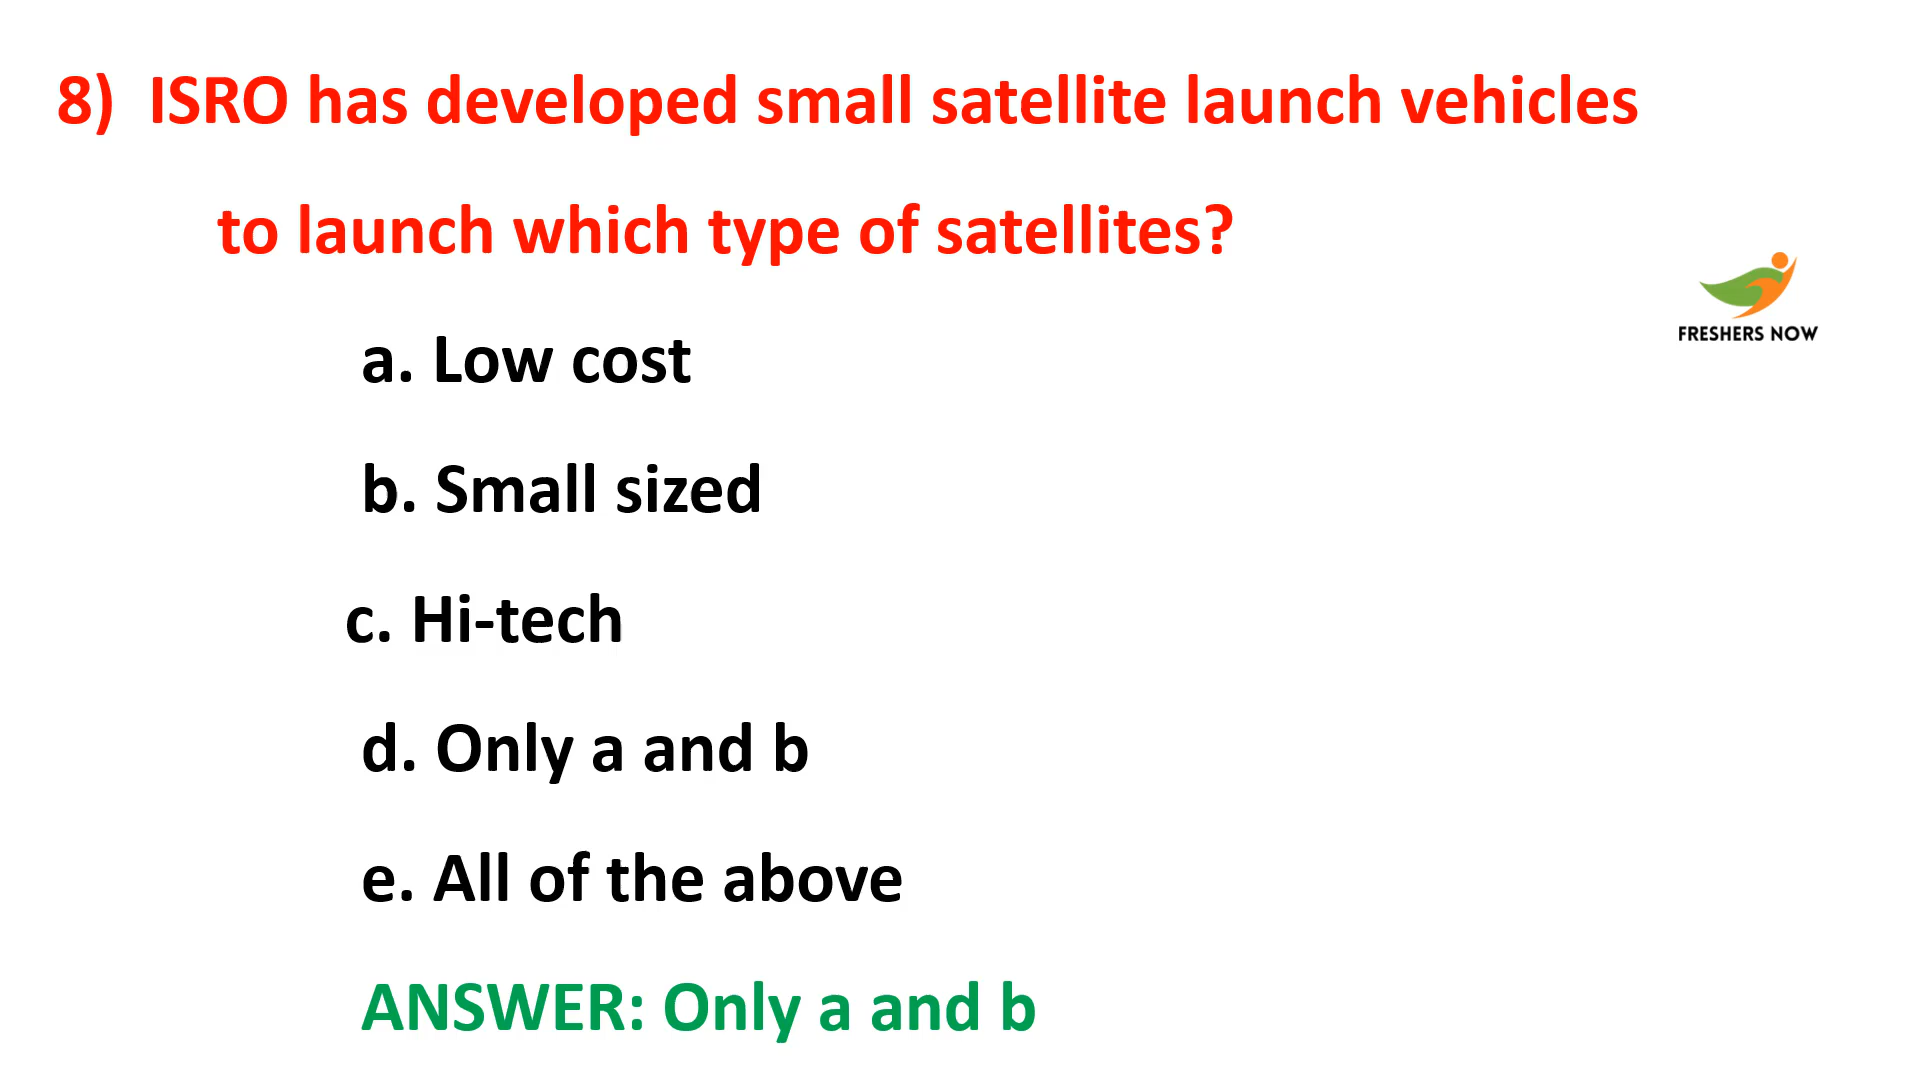 8) ISRO has developed small satellite launch vehicles
to launch which type of satellites?
FRESHERS NOW
a. Low cost
b. Small sized
c. Hi-tech
d. Only a and b
e. All of the above
ANSWER: Only a and b